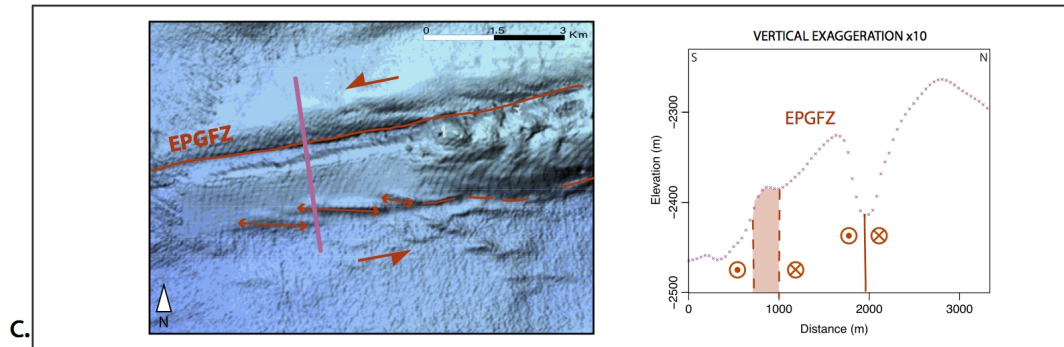 C.
0 1.5 3
Km
EPGFZ
N
VERTICAL EXAGGERATION x10
S N
EPGFZ
Elevation (m)
-2300
-2400
-2500
0 1000 2000 3000
Distance (m)